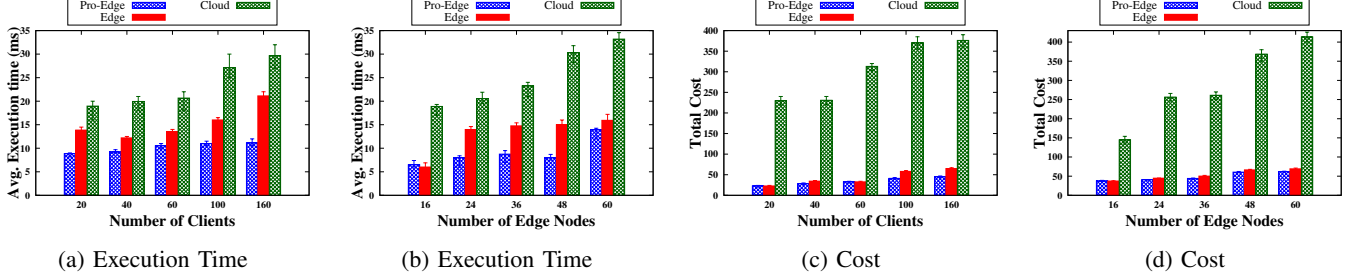 Pro-Edge
Edge
Cloud
Avg. Execution time (ms)
35
30
25
20
15
10
5
0
20 40 60 100 160
Number of Clients
(a) Execution Time
Pro-Edge
Edge
Cloud
Avg. Execution time (ms)
35
30
25
20
15
10
5
0
16 24 36 48 60
Number of Edge Nodes
(b) Execution Time
Pro-Edge
Edge
Cloud
Total Cost
400
350
300
250
200
150
100
50
0
20 40 60 100 160
Number of Clients
(c) Cost
Pro-Edge
Edge
Cloud
Total Cost
400
350
300
250
200
150
100
50
0
16 24 36 48 60
Number of Edge Nodes
(d) Cost